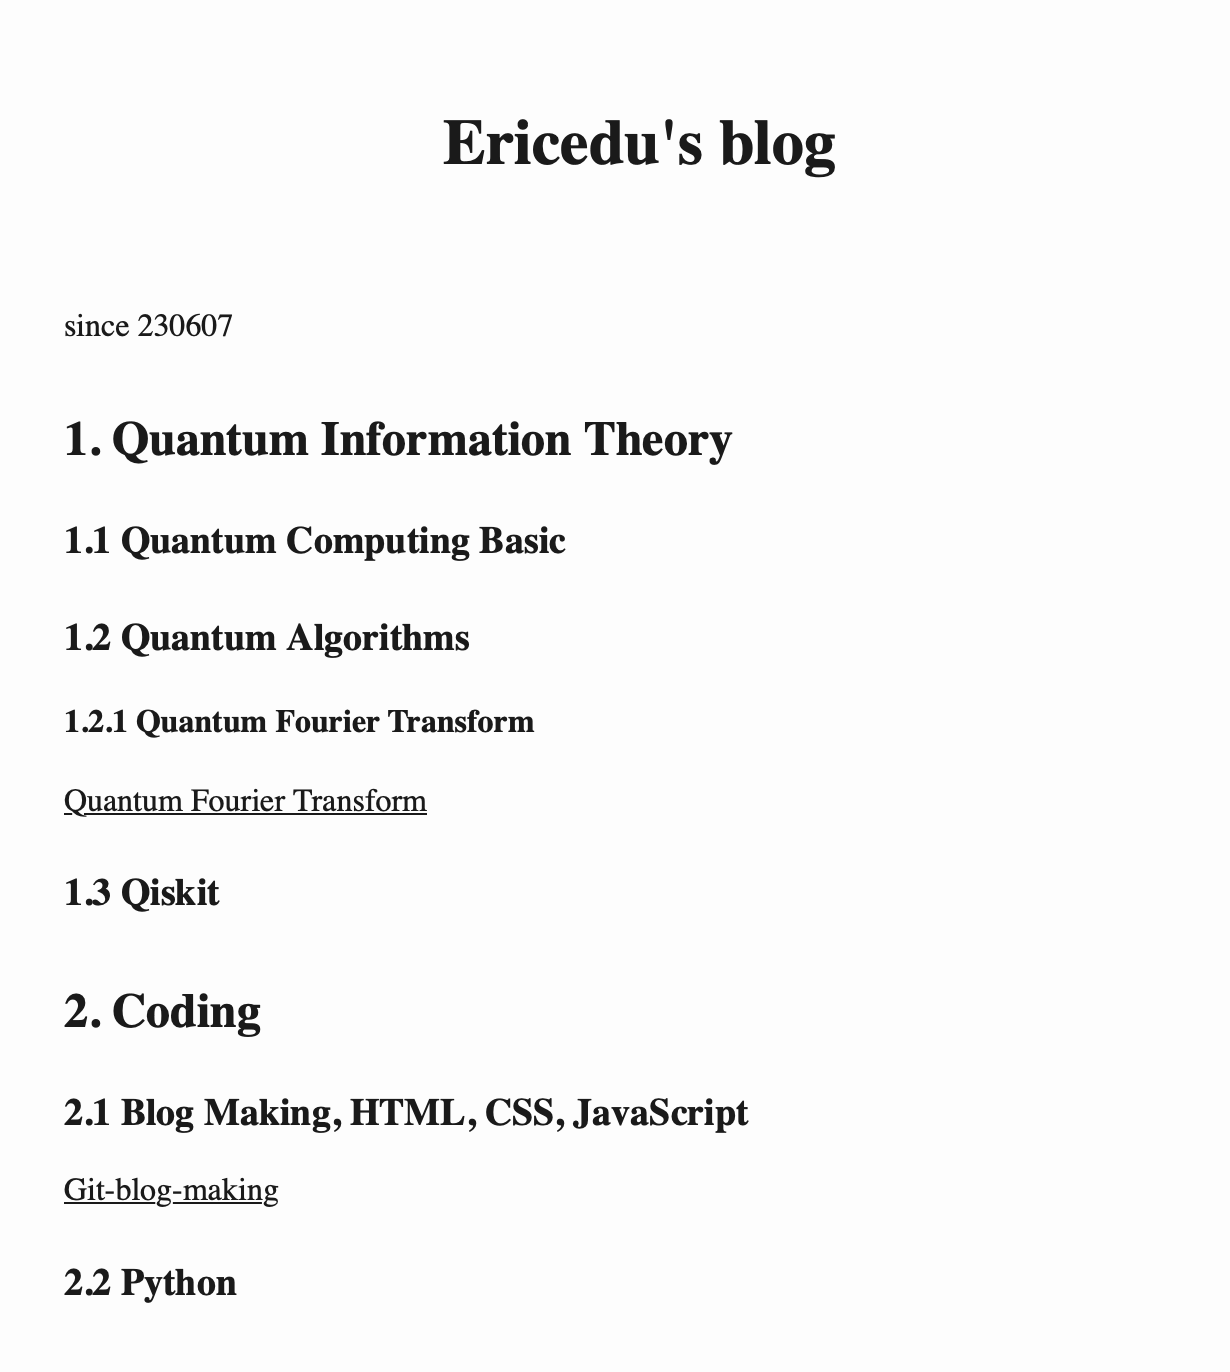 Ericedu's blog
since 230607
1. Quantum Information Theory
1.1 Quantum Computing Basic
1.2 Quantum Algorithms
1.2.1 Quantum Fourier Transform
Quantum Fourier Transform
1.3 Qiskit
2. Coding
2.1 Blog Making, HTML, CSS, JavaScript
Git-blog-making
2.2 Python